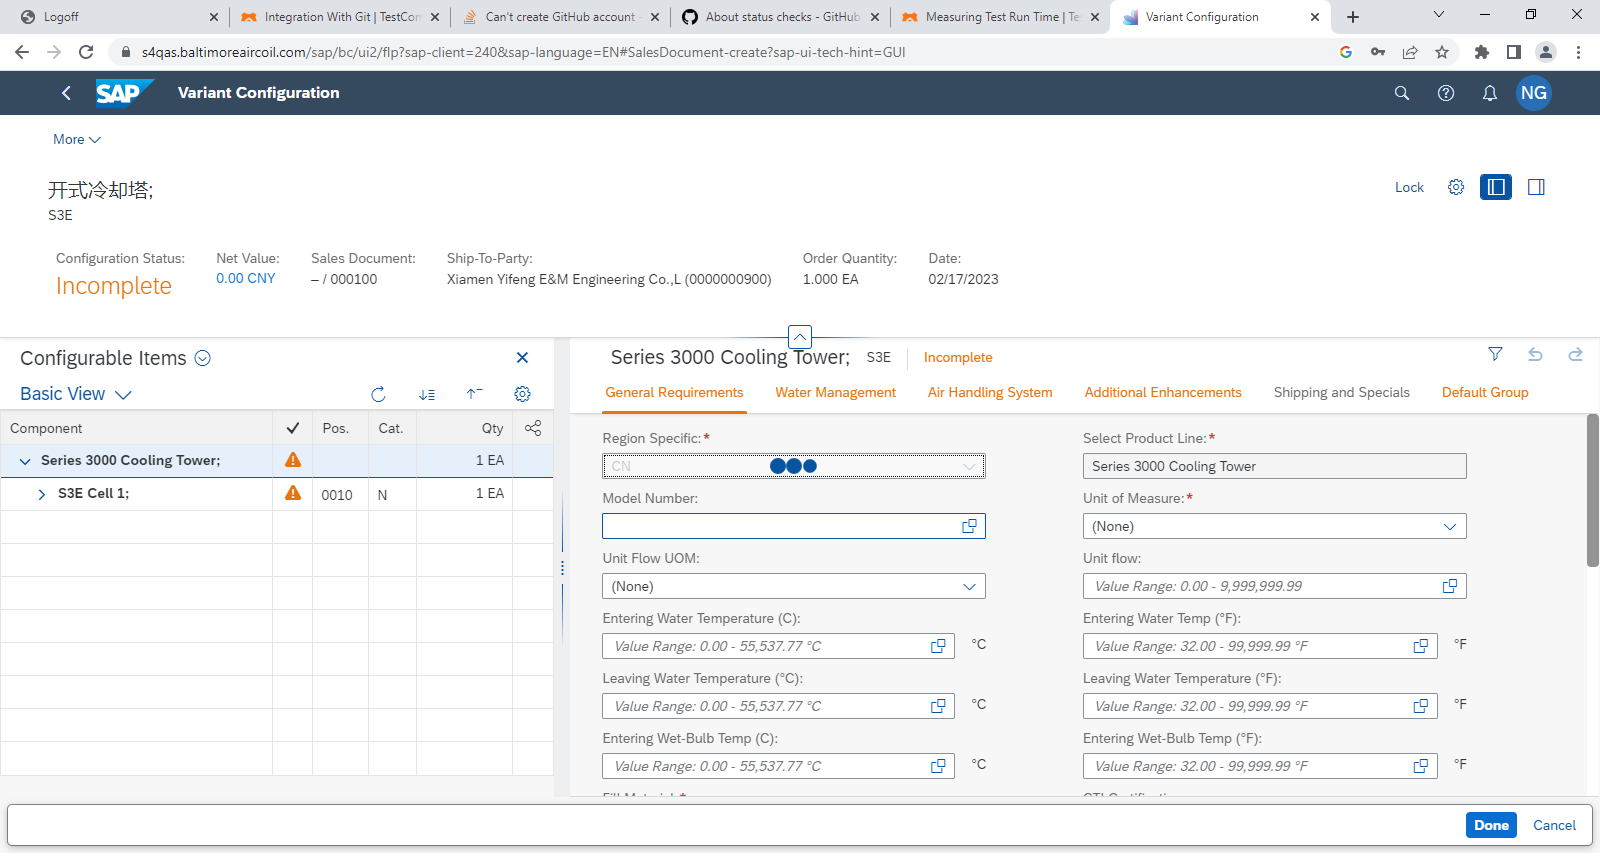 Logoff
Integration With Git | TestCom
Can't create GitHub account -
About status checks - GitHub
Measuring Test Run Time | Te
Variant Configuration
s4qas.baltimoreaircoil.com/sap/bc/ui2/flp?sap-client=240&sap-language=EN#SalesDocument-create?sap-ui-tech-hint=GUI
SAP
Variant Configuration
NG
More
开式冷却塔;
S3E
Lock
Configuration Status:
Incomplete
Net Value:
0.00 CNY
Sales Document:
– / 000100
Ship-To-Party:
Xiamen Yifeng E&M Engineering Co.,L (0000000900)
Order Quantity:
1.000 EA
Date:
02/17/2023
Configurable Items
Basic View
Component Pos. Cat. Qty
Series 3000 Cooling Tower; 1 EA
S3E Cell 1; 0010 N 1 EA
Series 3000 Cooling Tower; S3E Incomplete
General Requirements Water Management Air Handling System Additional Enhancements Shipping and Specials Default Group
Region Specific:*
CN
Select Product Line:*
Series 3000 Cooling Tower
Model Number:
Unit of Measure:*
(None)
Unit Flow UOM:
(None)
Unit flow:
Value Range: 0.00 - 9,999,999.99
Entering Water Temperature (C):
Value Range: 0.00 - 55,537.77 °C °C
Entering Water Temp (°F):
Value Range: 32.00 - 99,999.99 °F °F
Leaving Water Temperature (°C):
Value Range: 0.00 - 55,537.77 °C °C
Leaving Water Temperature (°F):
Value Range: 32.00 - 99,999.99 °F °F
Entering Wet-Bulb Temp (C):
Value Range: 0.00 - 55,537.77 °C °C
Entering Wet-Bulb Temp (°F):
Value Range: 32.00 - 99,999.99 °F °F
Done
Cancel